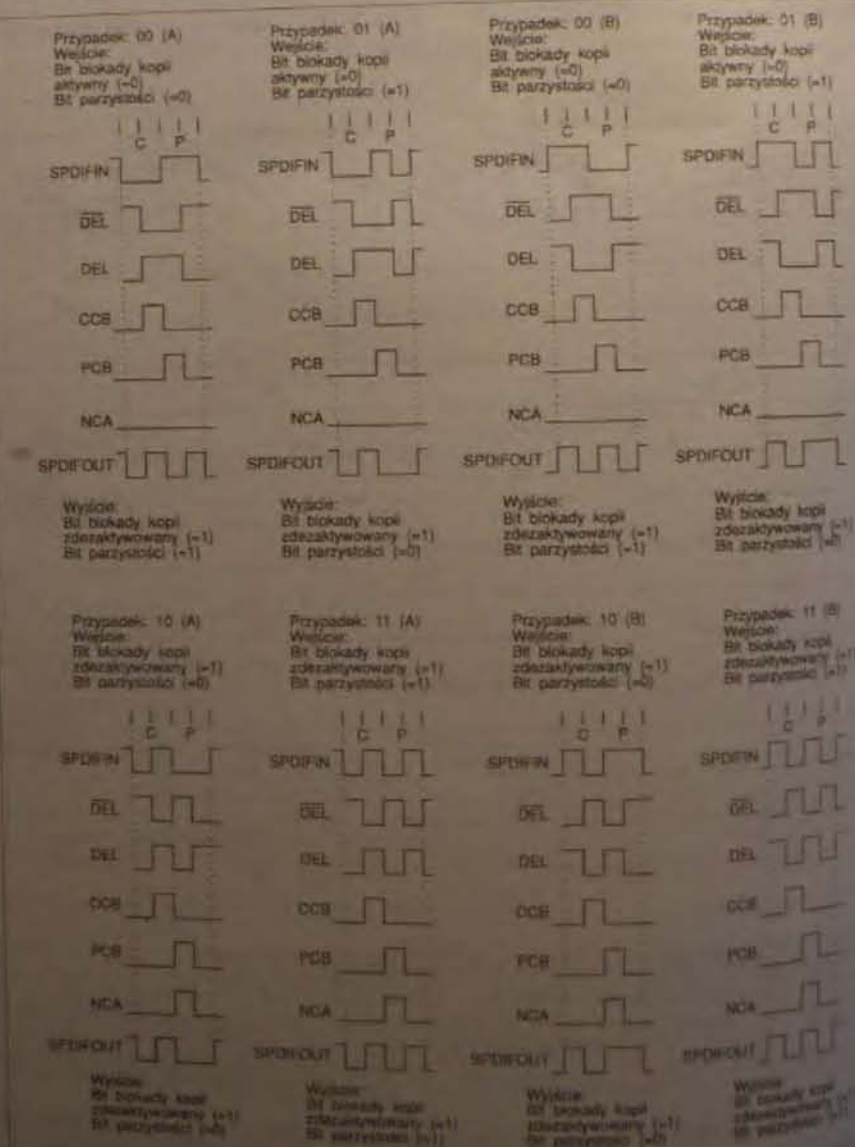 Przypadek: 00 (A)
Wejście:
Bit blokady kopii
aktywny (=0)
Bit parzystości (=0)
C P
SPDIFIN
DEL
DEL
CCB
PCB
NCA
SPDIFOUT
Wyjście:
Bit blokady kopii
zdezaktywowany (=1)
Bit parzystości (=1)
Przypadek: 01 (A)
Wejście:
Bit blokady kopii
aktywny (=0)
Bit parzystości (=1)
C P
SPDIFIN
DEL
DEL
CCB
PCB
NCA
SPDIFOUT
Wyjście:
Bit blokady kopii
zdezaktywowany (=1)
Bit parzystości (=0)
Przypadek: 00 (B)
Wejście:
Bit blokady kopii
aktywny (=0)
Bit parzystości (=0)
C P
SPDIFIN
DEL
DEL
CCB
PCB
NCA
SPDIFOUT
Wyjście:
Bit blokady kopii
zdezaktywowany (=1)
Bit parzystości (=1)
Przypadek: 01 (B)
Wejście:
Bit blokady kopii
aktywny (=0)
Bit parzystości (=1)
C P
SPDIFIN
DEL
DEL
CCB
PCB
NCA
SPDIFOUT
Wyjście:
Bit blokady kopii
zdezaktywowany (=1)
Bit parzystości (=0)
Przypadek: 10 (A)
Wejście:
Bit blokady kopii
zdezaktywowany (=1)
Bit parzystości (=0)
C P
SPDIFIN
DEL
DEL
CCB
PCB
NCA
SPDIFOUT
Wyjście:
Bit blokady kopii
zdezaktywowany (=1)
Bit parzystości (=0)
Przypadek: 11 (A)
Wejście:
Bit blokady kopii
zdezaktywowany (=1)
Bit parzystości (=1)
C P
SPDIFIN
DEL
DEL
CCB
PCB
NCA
SPDIFOUT
Wyjście:
Bit blokady kopii
zdezaktywowany (=1)
Bit parzystości (=1)
Przypadek: 10 (B)
Wejście:
Bit blokady kopii
zdezaktywowany (=1)
Bit parzystości (=0)
C P
SPDIFIN
DEL
DEL
CCB
PCB
NCA
SPDIFOUT
Wyjście:
Bit blokady kopii
zdezaktywowany (=1)
Bit parzystości (=0)
Przypadek: 11 (B)
Wejście:
Bit blokady kopii
zdezaktywowany
Bit parzystości
C P
SPDIFIN
DEL
DEL
CCB
PCB
NCA
SPDIFOUT
Wyjście:
Bit blokady kopii
zdezaktywowany
Bit parzystości